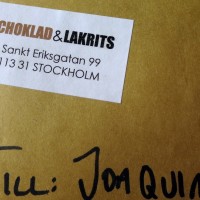 CHOKLAD&LAKRITS
Sankt Eriksgatan 99
113 31 STOCKHOLM
TILL: JOAQUIN